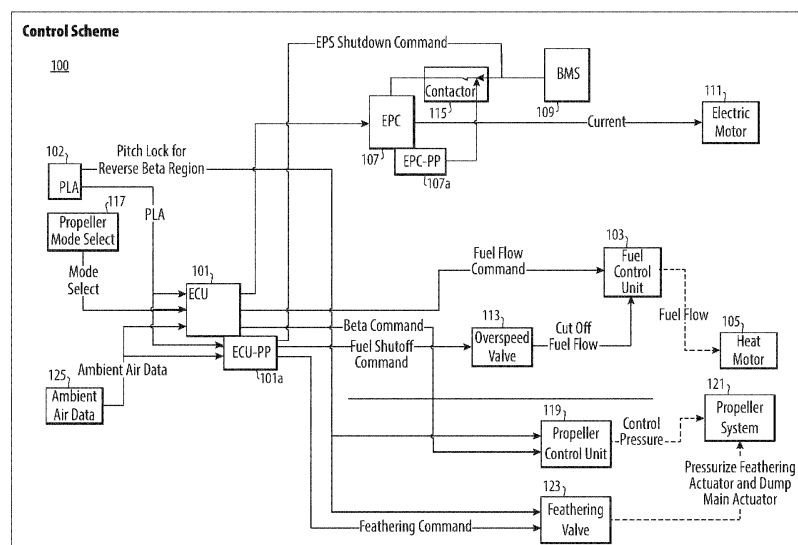 Control Scheme
100
EPS Shutdown Command
BMS
109
Contactor
115
EPC
107
EPC-PP
107a
Current
111
Electric
Motor
102
PLA
Pitch Lock for
Reverse Beta Region
PLA
117
Propeller
Mode Select
Mode
Select
101
ECU
ECU-PP
101a
Fuel Flow
Command
103
Fuel
Control
Unit
Beta Command
Fuel Shutoff
Command
113
Overspeed
Valve
Cut Off
Fuel Flow
Fuel Flow
105
Heat
Motor
Ambient Air Data
125
Ambient
Air Data
119
Propeller
Control Unit
Control
Pressure
121
Propeller
System
Pressurize Feathering
Actuator and Dump
Main Actuator
Feathering Command
123
Feathering
Valve